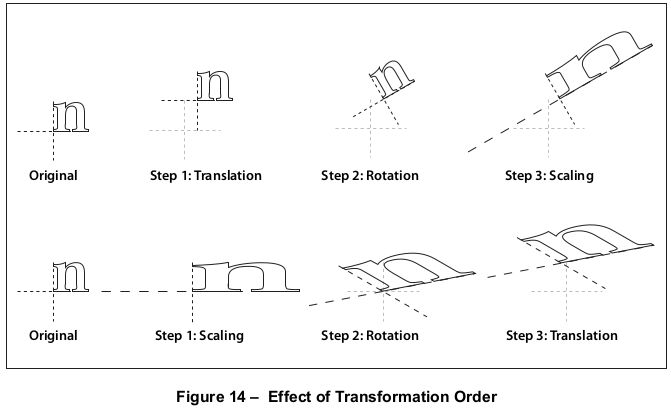 n n n n
Original Step 1: Translation Step 2: Rotation Step 3: Scaling
n n n n
Original Step 1: Scaling Step 2: Rotation Step 3: Translation
Figure 14 – Effect of Transformation Order